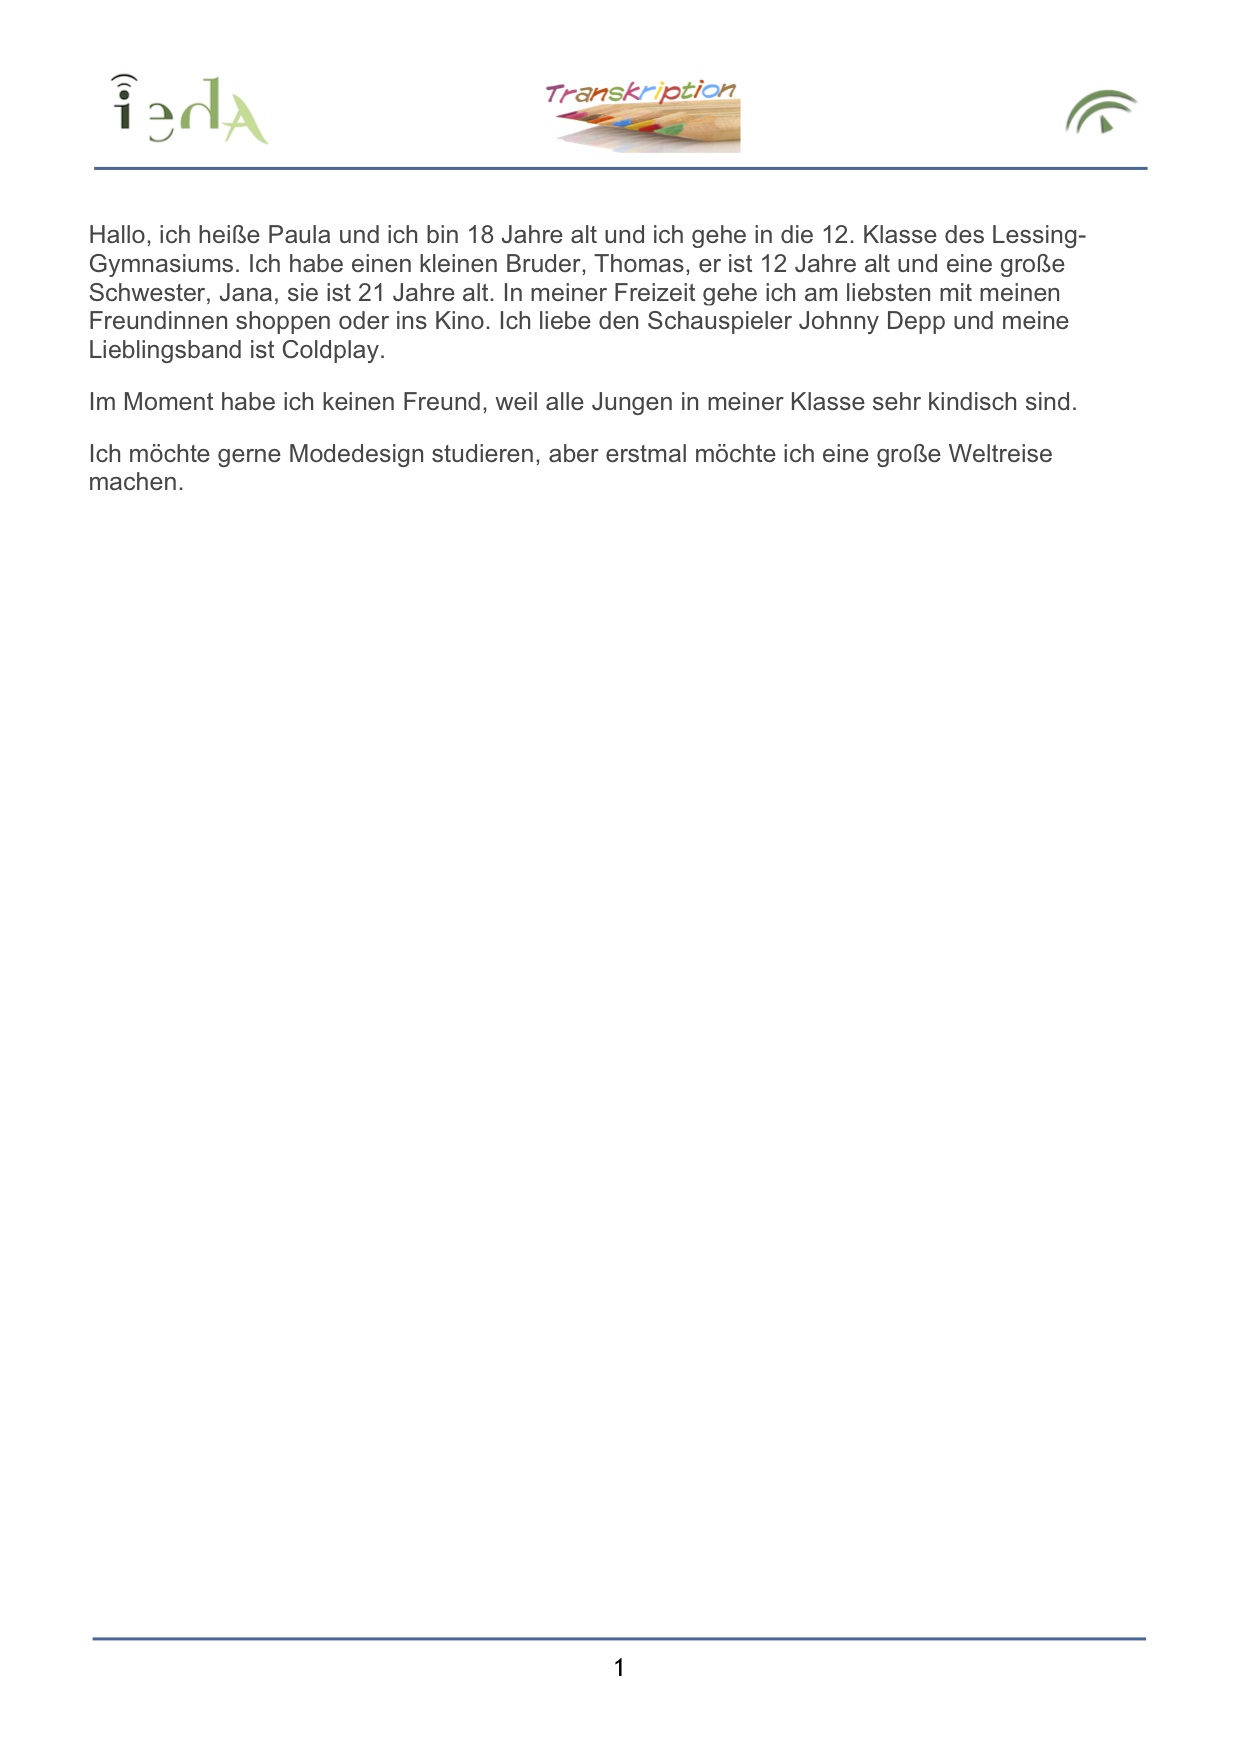 iedA
Transkription
Hallo, ich heiße Paula und ich bin 18 Jahre alt und ich gehe in die 12. Klasse des Lessing-
Gymnasiums. Ich habe einen kleinen Bruder, Thomas, er ist 12 Jahre alt und eine große
Schwester, Jana, sie ist 21 Jahre alt. In meiner Freizeit gehe ich am liebsten mit meinen
Freundinnen shoppen oder ins Kino. Ich liebe den Schauspieler Johnny Depp und meine
Lieblingsband ist Coldplay.
Im Moment habe ich keinen Freund, weil alle Jungen in meiner Klasse sehr kindisch sind.
Ich möchte gerne Modedesign studieren, aber erstmal möchte ich eine große Weltreise
machen.
1